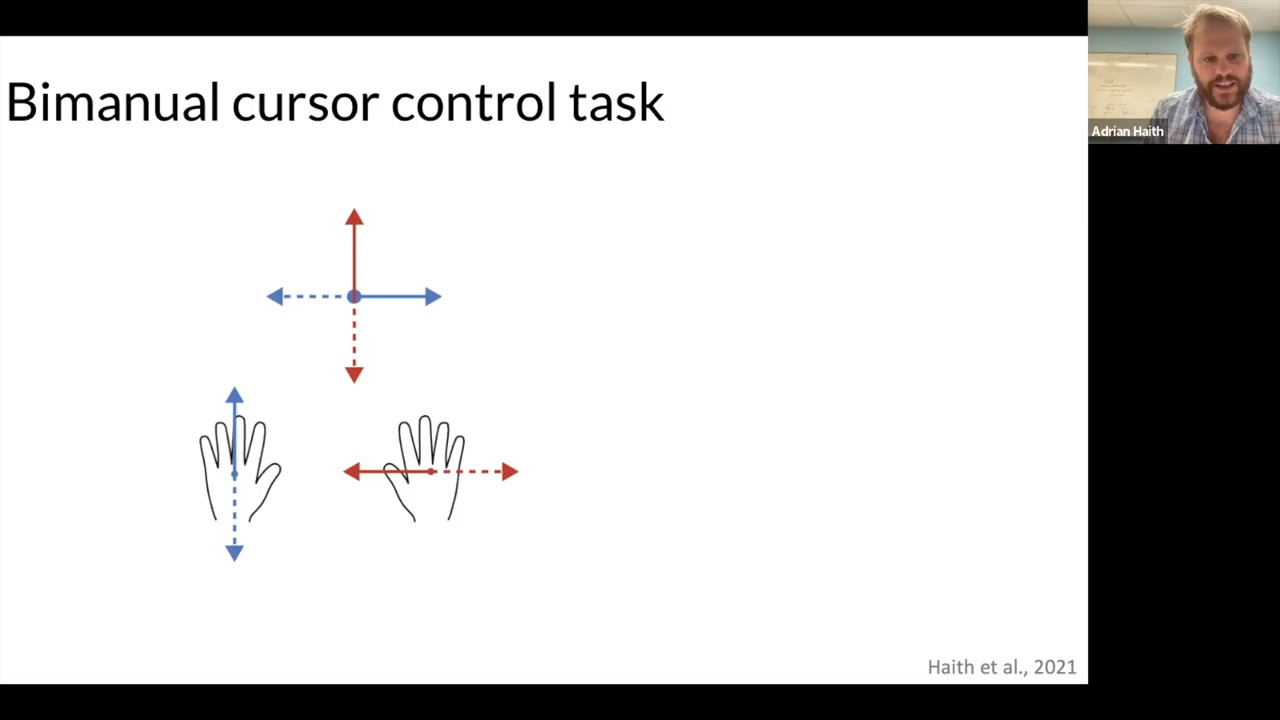 Bimanual cursor control task
Adrian Haith
Haith et al., 2021